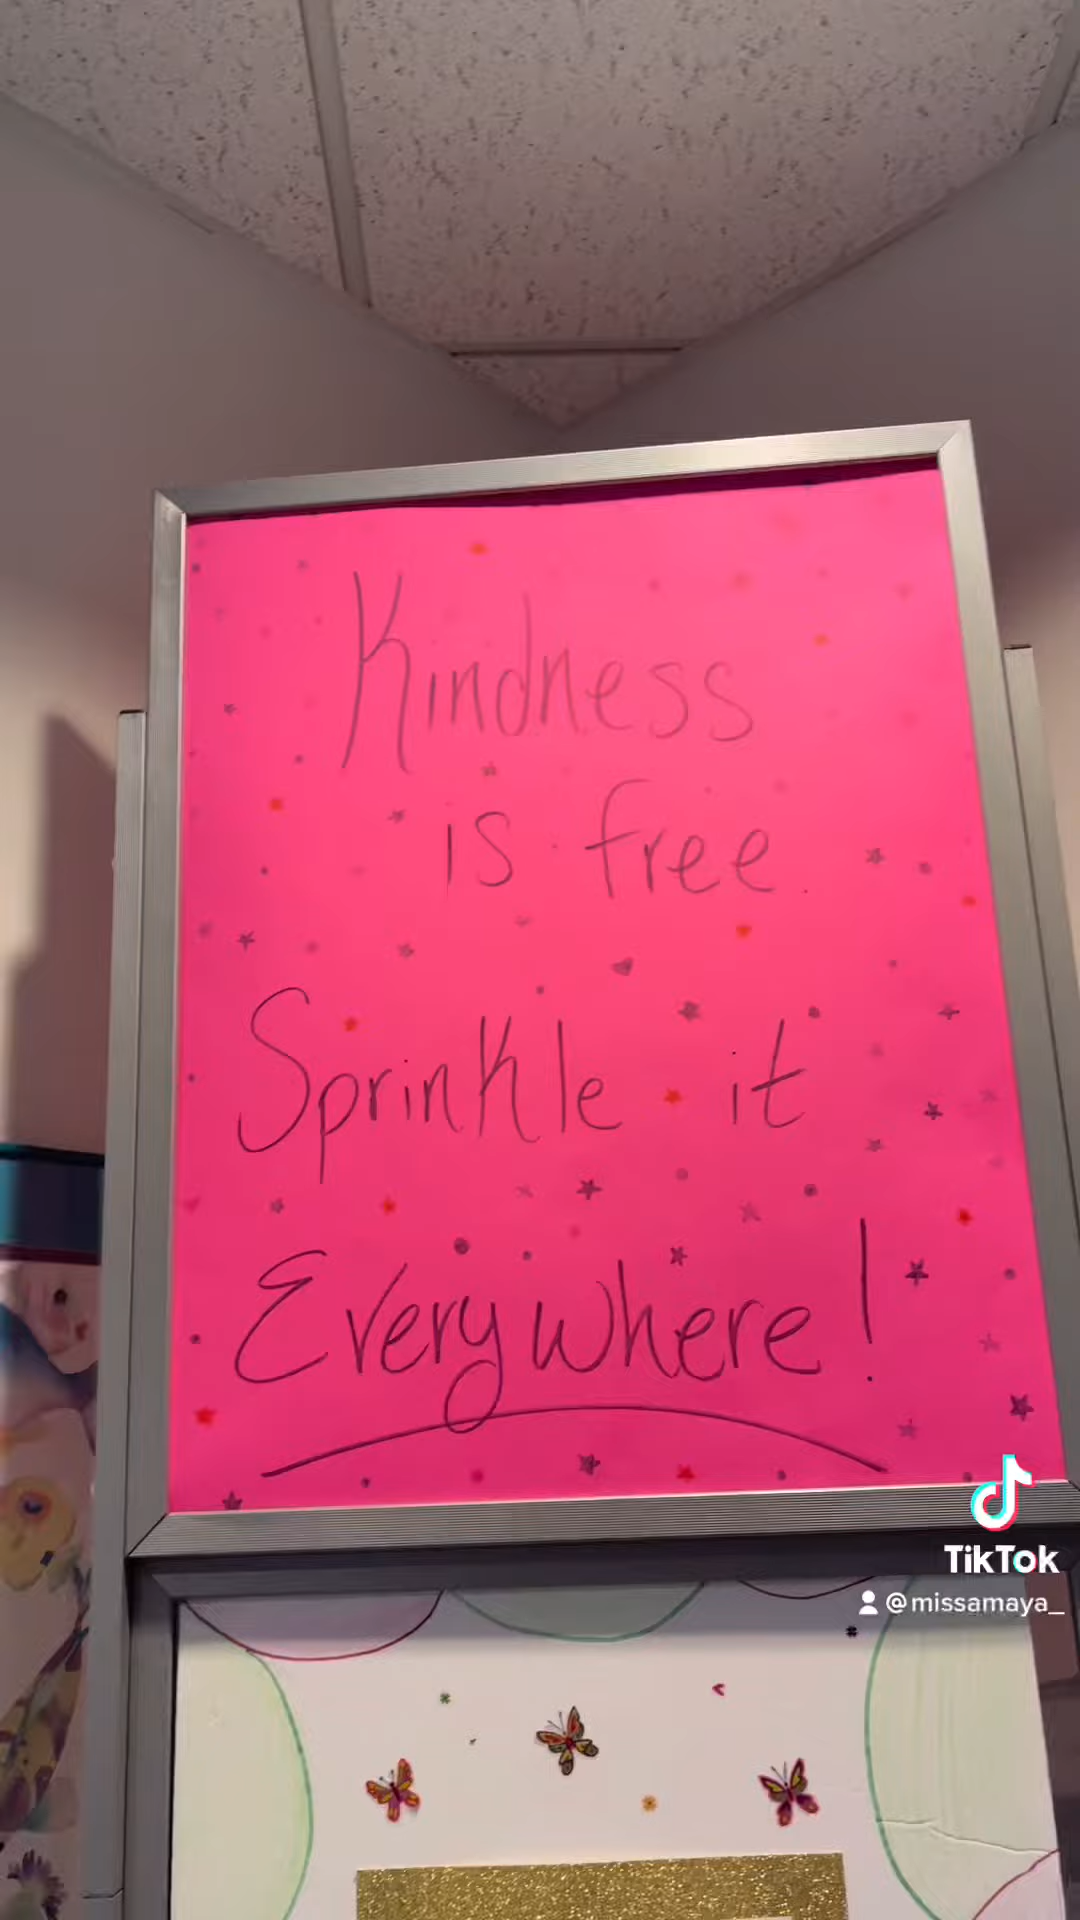 Kindness
is free.
Sprinkle it
Everywhere!
TikTok
@missamaya_